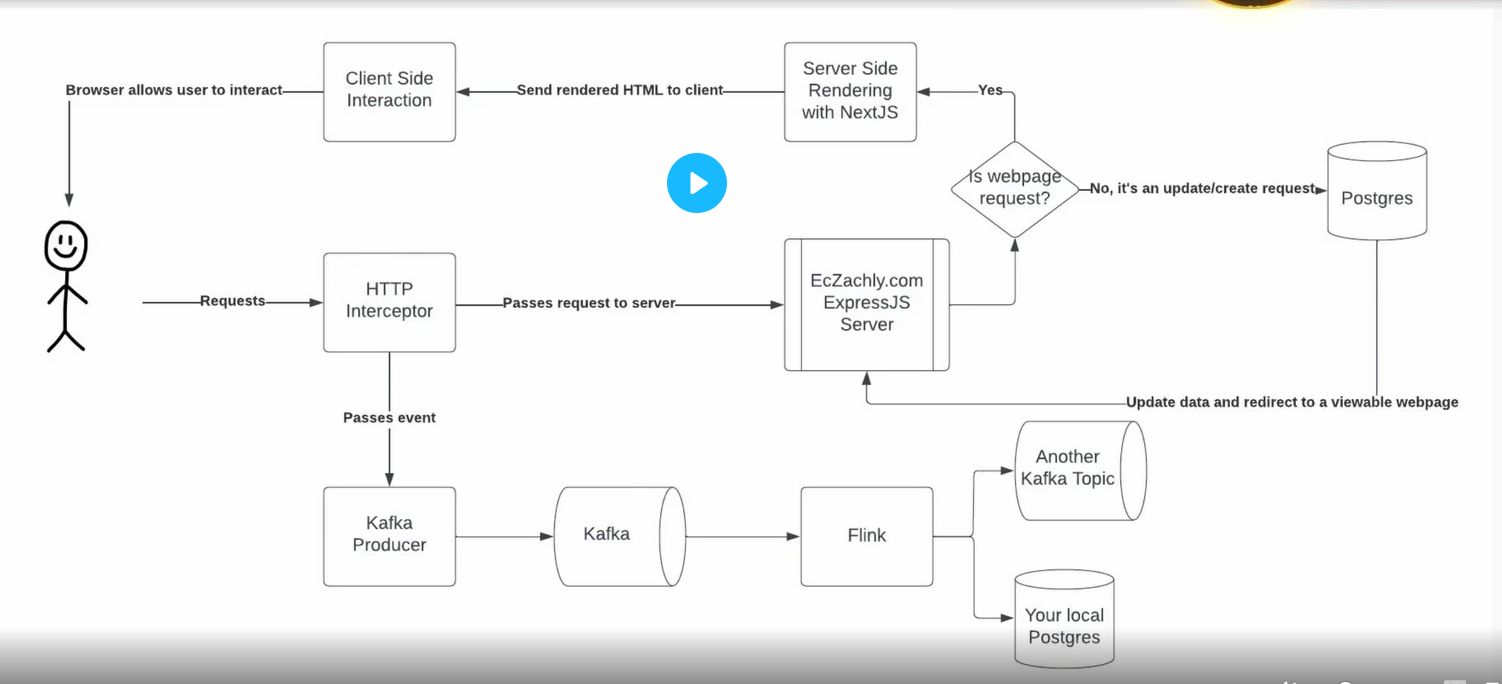 Browser allows user to interact
Client Side
Interaction
Send rendered HTML to client
Server Side
Rendering
with NextJS
Yes
Is webpage
request?
No, it's an update/create request
Postgres
Requests
HTTP
Interceptor
Passes request to server
EcZachly.com
ExpressJS
Server
Update data and redirect to a viewable webpage
Passes event
Kafka
Producer
Kafka
Flink
Another
Kafka Topic
Your local
Postgres